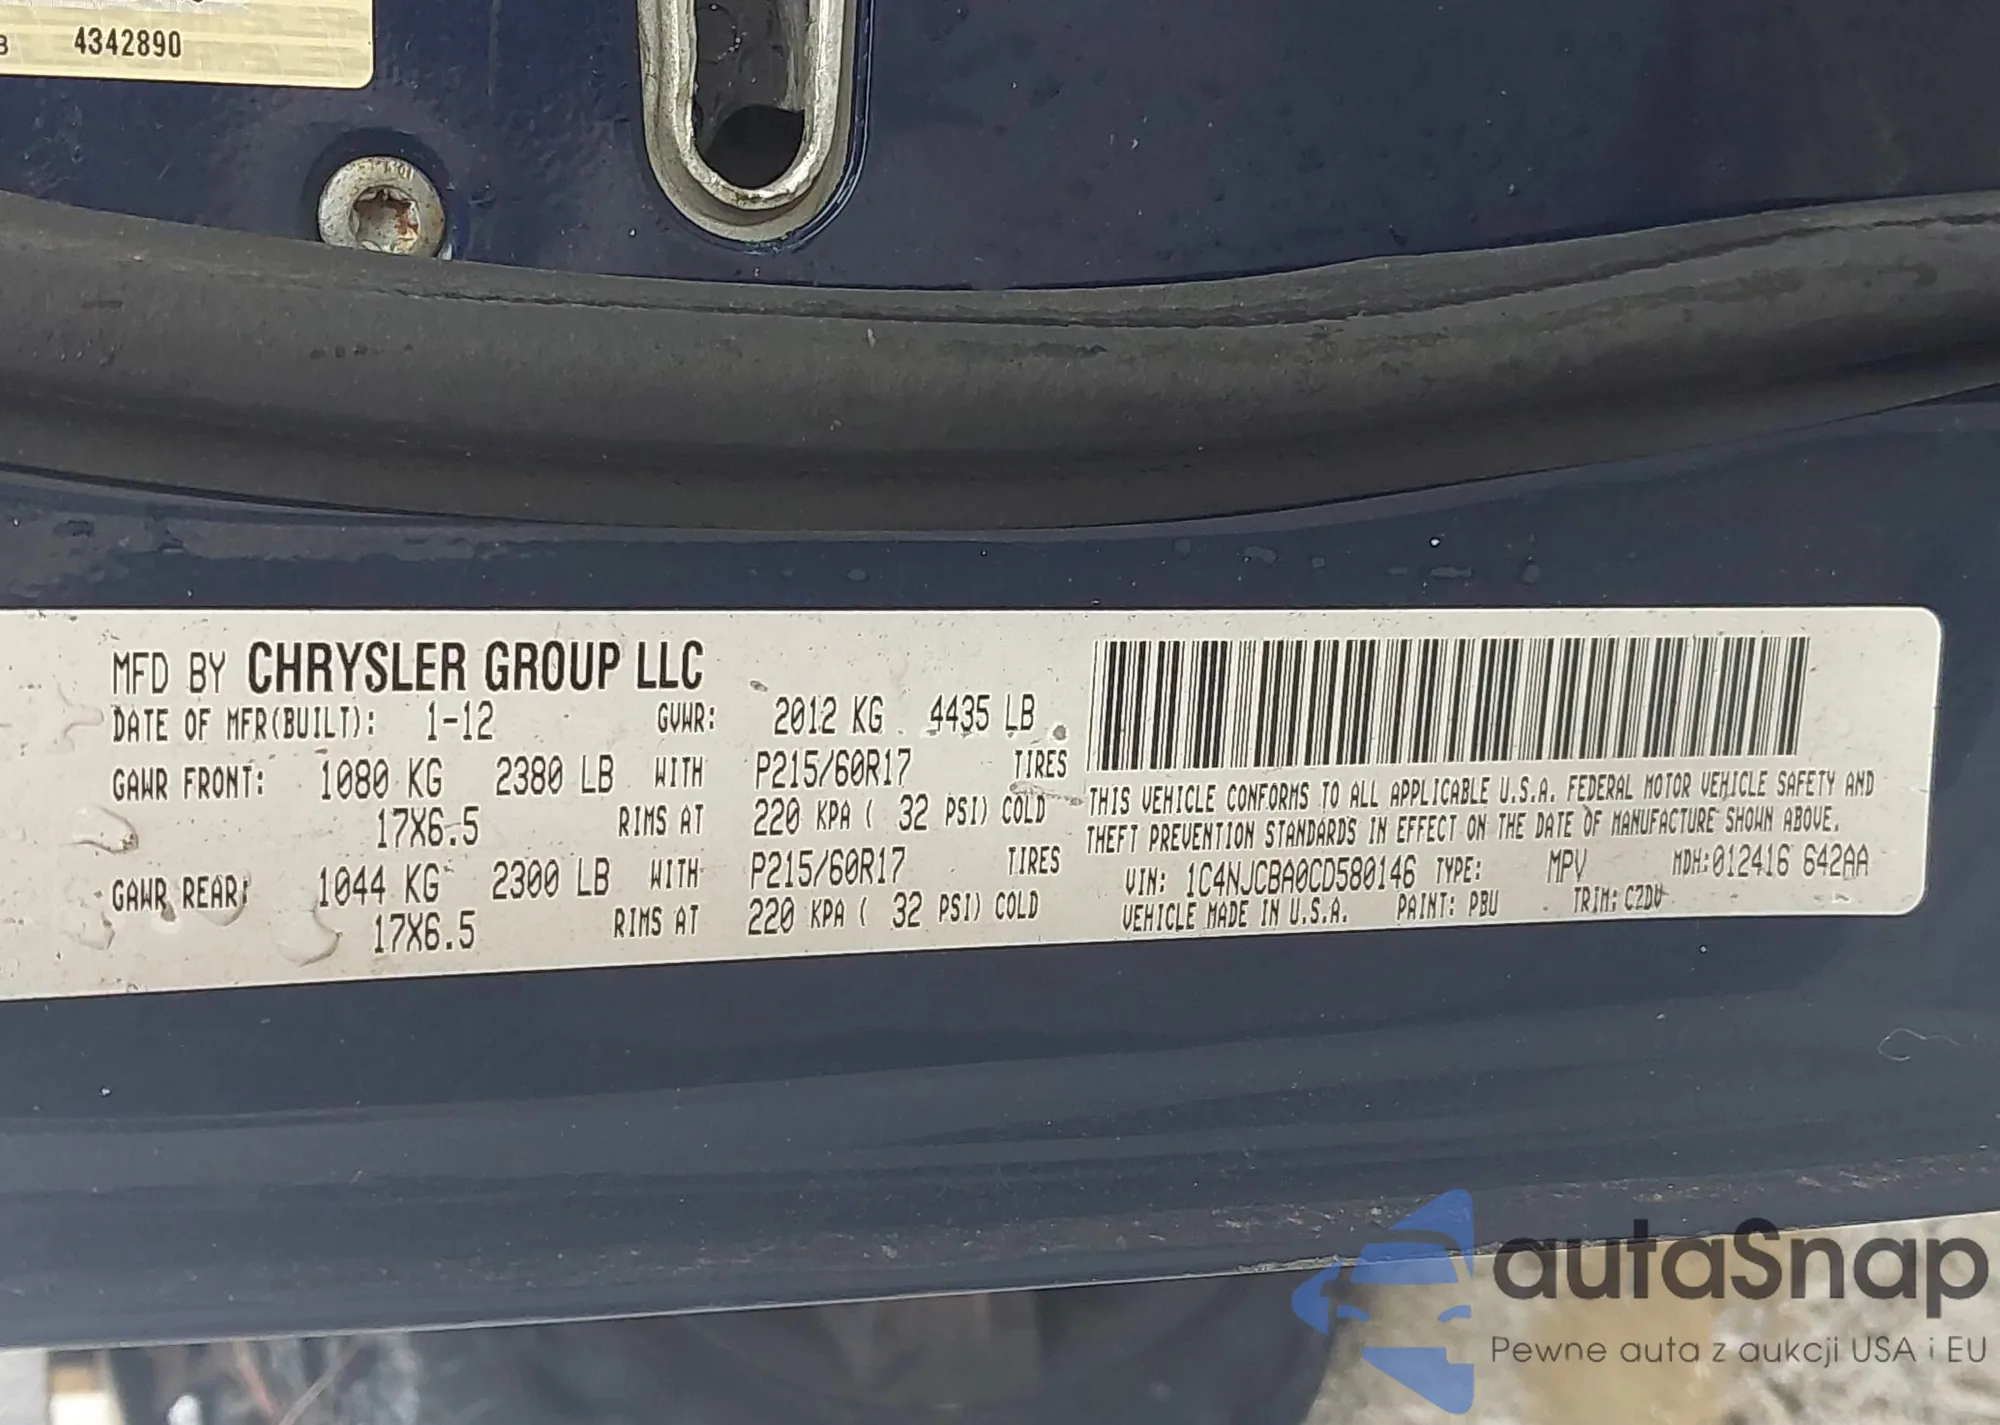 4342890
MFD BY CHRYSLER GROUP LLC
DATE OF MFR(BUILT): 1-12 GVWR: 2012 KG 4435 LB
GAWR FRONT: 1080 KG 2380 LB WITH P215/60R17 TIRES
17X6.5 RIMS AT 220 KPA ( 32 PSI) COLD
GAWR REAR: 1044 KG 2300 LB WITH P215/60R17 TIRES
17X6.5 RIMS AT 220 KPA ( 32 PSI) COLD
THIS VEHICLE CONFORMS TO ALL APPLICABLE U.S.A. FEDERAL MOTOR VEHICLE SAFETY AND
THEFT PREVENTION STANDARDS IN EFFECT ON THE DATE OF MANUFACTURE SHOWN ABOVE.
VIN: 1C4NJCBA0CD580146 TYPE: MPV MDH:012416 642AA
VEHICLE MADE IN U.S.A. PAINT: PBU TRIM: CZDV
autoSnap
Pewne auta z aukcji USA i EU